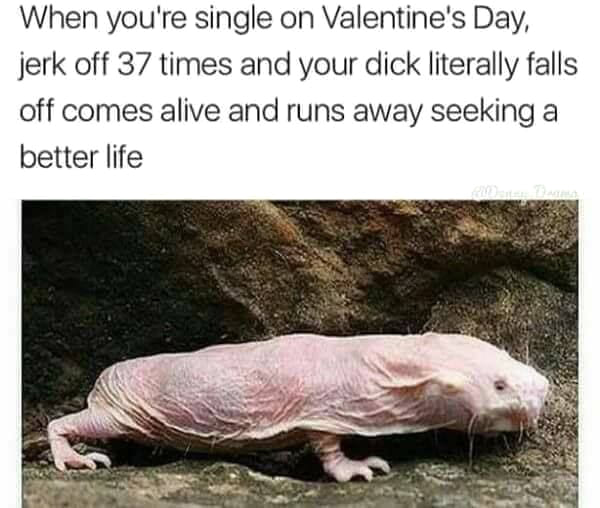 When you're single on Valentine's Day,
jerk off 37 times and your dick literally falls
off comes alive and runs away seeking a
better life